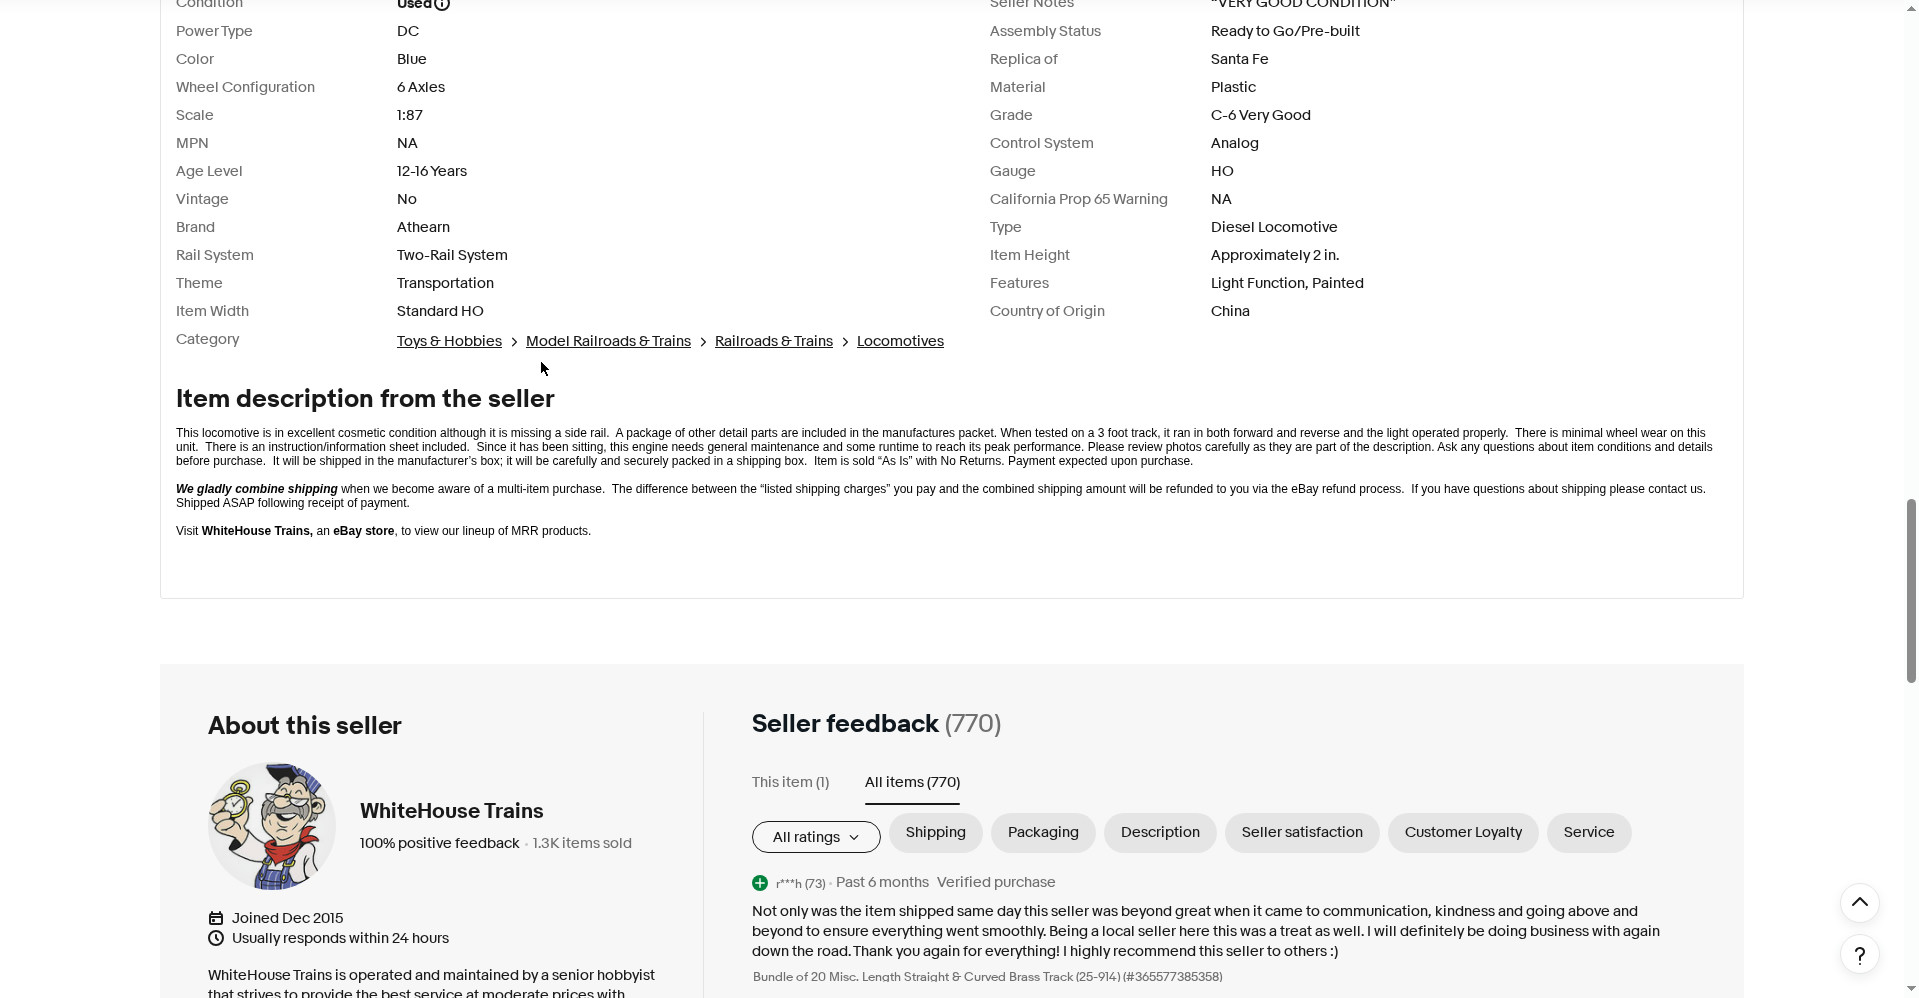 Condition Used Seller Notes "VERY GOOD CONDITION"
Power Type DC Assembly Status Ready to Go/Pre-built
Color Blue Replica of Santa Fe
Wheel Configuration 6 Axles Material Plastic
Scale 1:87 Grade C-6 Very Good
MPN NA Control System Analog
Age Level 12-16 Years Gauge HO
Vintage No California Prop 65 Warning NA
Brand Athearn Type Diesel Locomotive
Rail System Two-Rail System Item Height Approximately 2 in.
Theme Transportation Features Light Function, Painted
Item Width Standard HO Country of Origin China
Category Toys & Hobbies > Model Railroads & Trains > Railroads & Trains > Locomotives
Item description from the seller
This locomotive is in excellent cosmetic condition although it is missing a side rail. A package of other detail parts are included in the manufactures packet. When tested on a 3 foot track, it ran in both forward and reverse and the light operated properly. There is minimal wheel wear on this
unit. There is an instruction/information sheet included. Since it has been sitting, this engine needs general maintenance and some runtime to reach its peak performance. Please review photos carefully as they are part of the description. Ask any questions about item conditions and details
before purchase. It will be shipped in the manufacturer's box; it will be carefully and securely packed in a shipping box. Item is sold “As Is” with No Returns. Payment expected upon purchase.
We gladly combine shipping when we become aware of a multi-item purchase. The difference between the “listed shipping charges” you pay and the combined shipping amount will be refunded to you via the eBay refund process. If you have questions about shipping please contact us.
Shipped ASAP following receipt of payment.
Visit WhiteHouse Trains, an eBay store, to view our lineup of MRR products.
About this seller
WhiteHouse Trains
100% positive feedback · 1.3K items sold
Joined Dec 2015
Usually responds within 24 hours
WhiteHouse Trains is operated and maintained by a senior hobbyist
that strives to provide the best service at moderate prices with
Seller feedback (770)
This item (1) All items (770)
All ratings Shipping Packaging Description Seller satisfaction Customer Loyalty Service
r***h (73) · Past 6 months Verified purchase
Not only was the item shipped same day this seller was beyond great when it came to communication, kindness and going above and
beyond to ensure everything went smoothly. Being a local seller here this was a treat as well. I will definitely be doing business with again
down the road. Thank you again for everything! I highly recommend this seller to others :)
Bundle of 20 Misc. Length Straight & Curved Brass Track (25-914) (#365577385358)
?